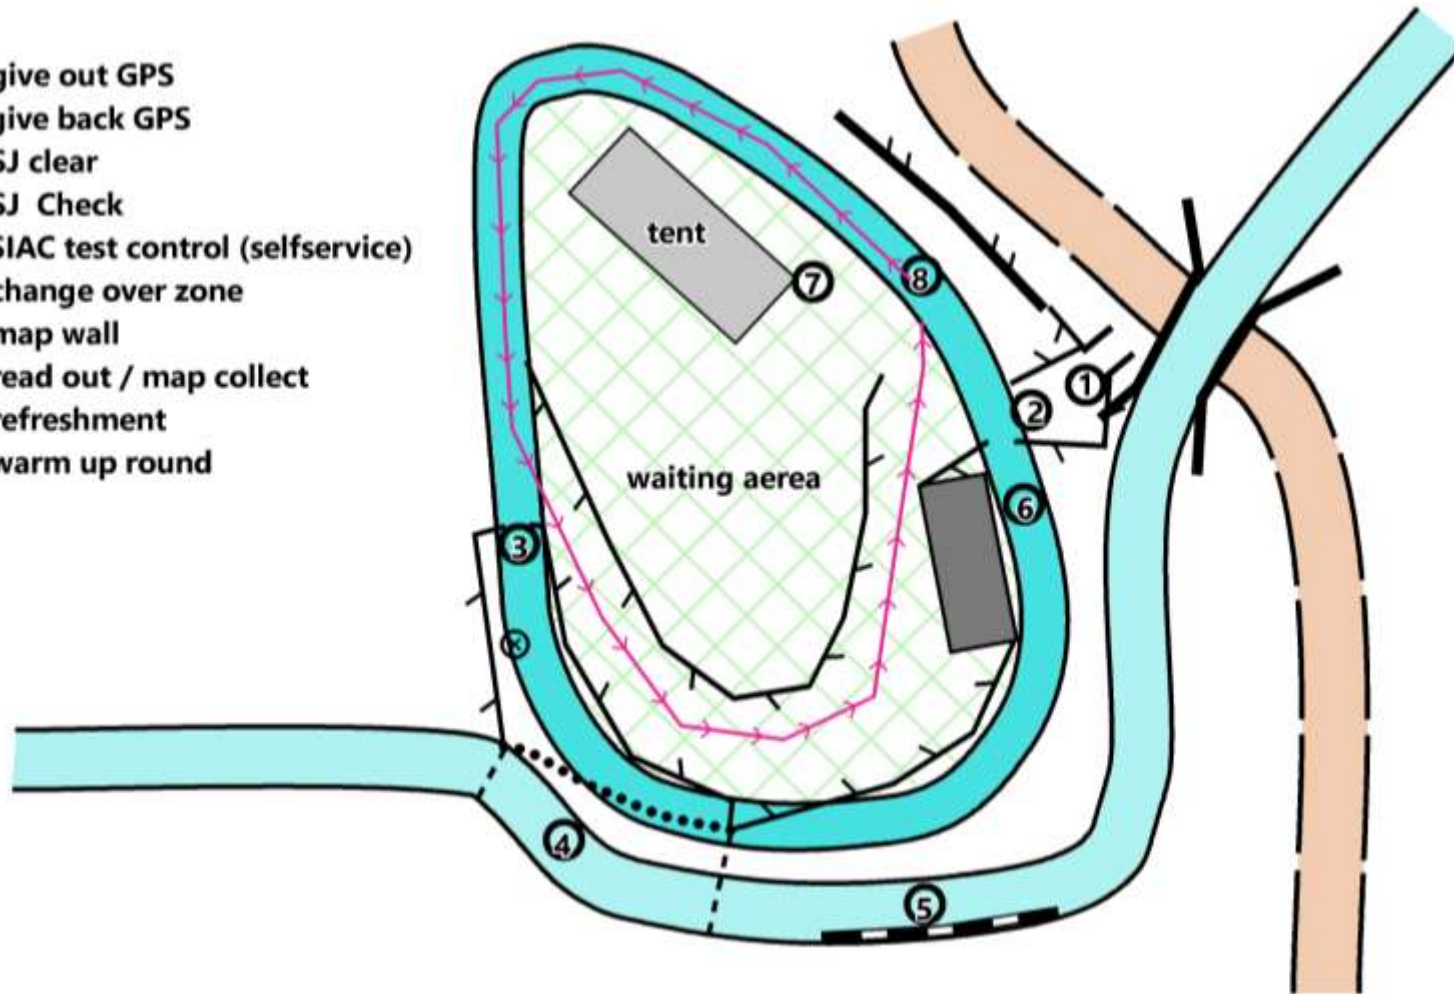 give out GPS
give back GPS
SJ clear
SJ Check
SIAC test control (selfservice)
change over zone
map wall
read out / map collect
refreshment
warm up round
tent
8
7
1
2
waiting aerea
6
3
4
5